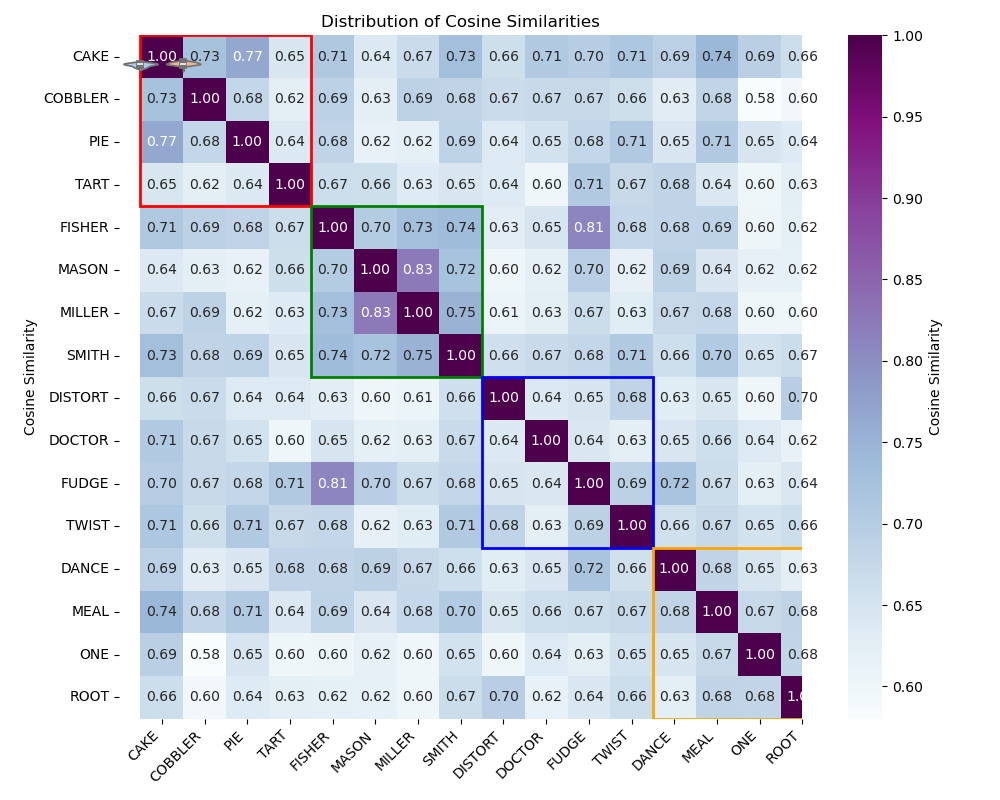 Distribution of Cosine Similarities
CAKE 1.00 0.73 0.77 0.65 0.71 0.64 0.67 0.73 0.66 0.71 0.70 0.71 0.69 0.74 0.69 0.66
COBBLER 0.73 1.00 0.68 0.62 0.69 0.63 0.69 0.68 0.67 0.67 0.67 0.66 0.63 0.68 0.58 0.60
PIE 0.77 0.68 1.00 0.64 0.68 0.62 0.62 0.69 0.64 0.65 0.68 0.71 0.65 0.71 0.65 0.64
TART 0.65 0.62 0.64 1.00 0.67 0.66 0.63 0.65 0.64 0.60 0.71 0.67 0.68 0.64 0.60 0.63
FISHER 0.71 0.69 0.68 0.67 1.00 0.70 0.73 0.74 0.63 0.65 0.81 0.68 0.68 0.69 0.60 0.62
MASON 0.64 0.63 0.62 0.66 0.70 1.00 0.83 0.72 0.60 0.62 0.70 0.62 0.69 0.64 0.62 0.62
MILLER 0.67 0.69 0.62 0.63 0.73 0.83 1.00 0.75 0.61 0.63 0.67 0.63 0.67 0.68 0.60 0.60
SMITH 0.73 0.68 0.69 0.65 0.74 0.72 0.75 1.00 0.66 0.67 0.68 0.71 0.66 0.70 0.65 0.67
DISTORT 0.66 0.67 0.64 0.64 0.63 0.60 0.61 0.66 1.00 0.64 0.65 0.68 0.63 0.65 0.60 0.70
DOCTOR 0.71 0.67 0.65 0.60 0.65 0.62 0.63 0.67 0.64 1.00 0.64 0.63 0.65 0.66 0.64 0.62
FUDGE 0.70 0.67 0.68 0.71 0.81 0.70 0.67 0.68 0.65 0.64 1.00 0.69 0.72 0.67 0.63 0.64
TWIST 0.71 0.66 0.71 0.67 0.68 0.62 0.63 0.71 0.68 0.63 0.69 1.00 0.66 0.67 0.65 0.66
DANCE 0.69 0.63 0.65 0.68 0.68 0.69 0.67 0.66 0.63 0.65 0.72 0.66 1.00 0.68 0.65 0.63
MEAL 0.74 0.68 0.71 0.64 0.69 0.64 0.68 0.70 0.65 0.66 0.67 0.67 0.68 1.00 0.67 0.68
ONE 0.69 0.58 0.65 0.60 0.60 0.62 0.60 0.65 0.60 0.64 0.63 0.65 0.65 0.67 1.00 0.68
ROOT 0.66 0.60 0.64 0.63 0.62 0.62 0.60 0.67 0.70 0.62 0.64 0.66 0.63 0.68 0.68
CAKE COBBLER PIE TART FISHER MASON MILLER SMITH DISTORT DOCTOR FUDGE TWIST DANCE MEAL ONE ROOT
Cosine Similarity
1.00
0.95
0.90
0.85
0.80
0.75
0.70
0.65
0.60
Cosine Similarity